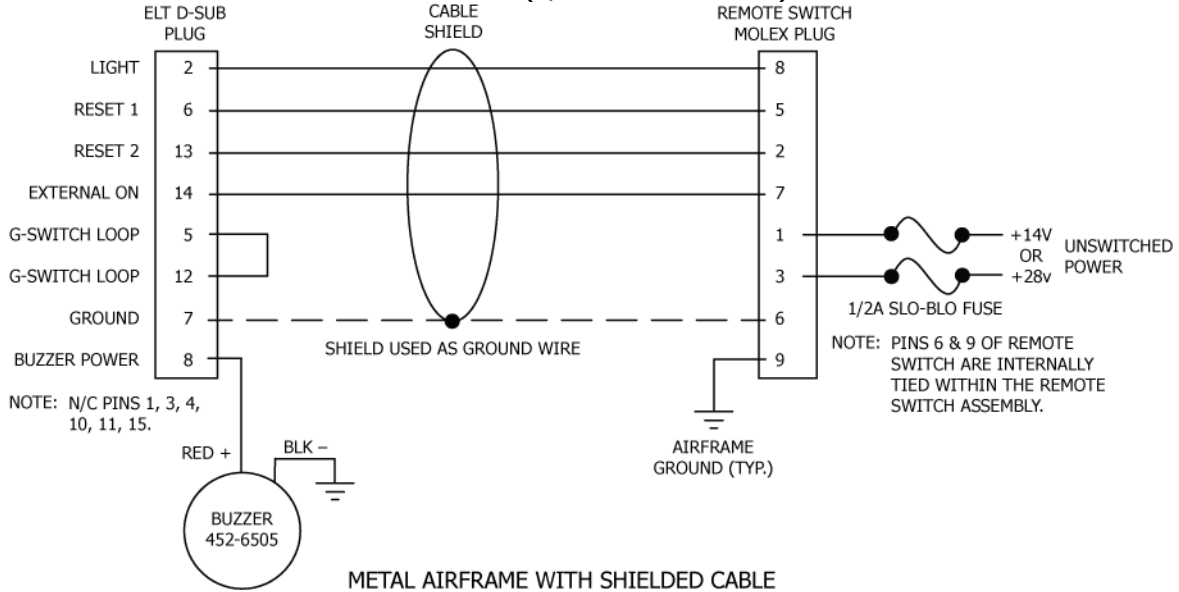 ELT D-SUB
PLUG
CABLE
SHIELD
REMOTE SWITCH
MOLEX PLUG
LIGHT 2 8
RESET 1 6 5
RESET 2 13 2
EXTERNAL ON 14 7
G-SWITCH LOOP 5 1 +14V
OR
G-SWITCH LOOP 12 3 +28v
UNSWITCHED
POWER
1/2A SLO-BLO FUSE
GROUND 7 6
SHIELD USED AS GROUND WIRE
BUZZER POWER 8 9
NOTE: PINS 6 & 9 OF REMOTE
SWITCH ARE INTERNALLY
TIED WITHIN THE REMOTE
SWITCH ASSEMBLY.
NOTE: N/C PINS 1, 3, 4,
10, 11, 15.
RED +
BLK –
AIRFRAME
GROUND (TYP.)
BUZZER
452-6505
METAL AIRFRAME WITH SHIELDED CABLE